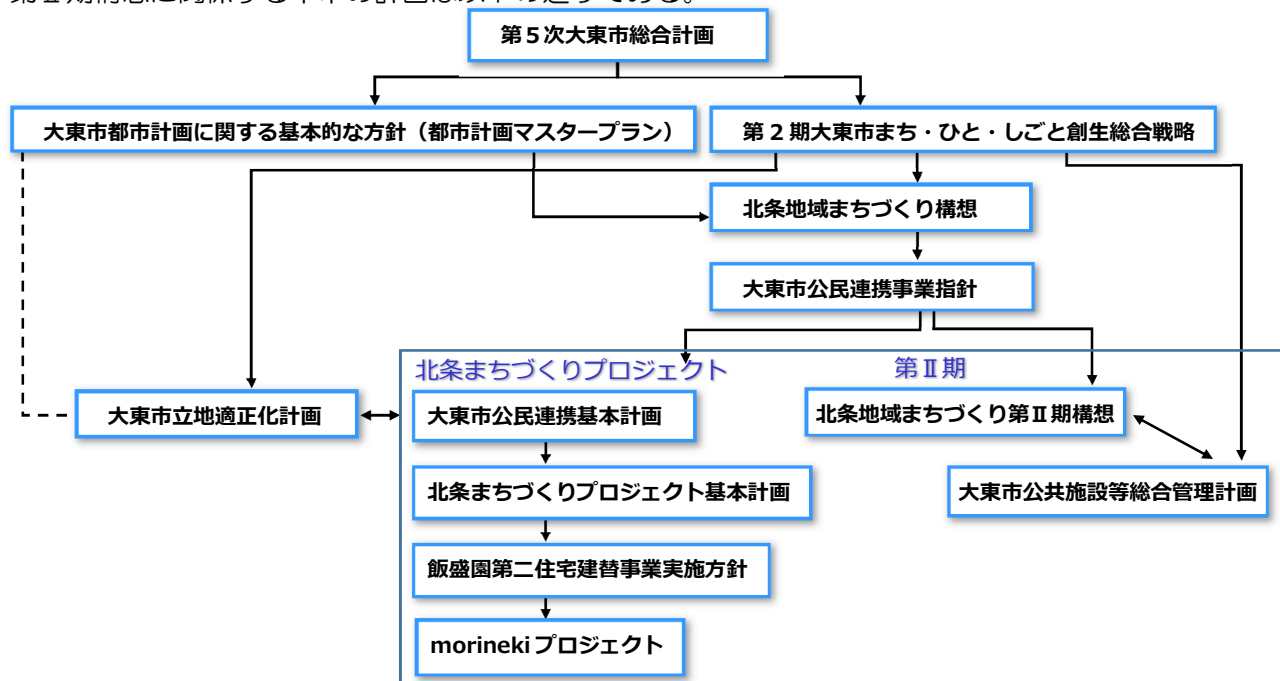 第５次大東市総合計画
大東市都市計画に関する基本的な方針（都市計画マスタープラン）
第２期大東市まち・ひと・しごと創生総合戦略
北条地域まちづくり構想
大東市公民連携事業指針
北条まちづくりプロジェクト
第Ⅱ期
大東市立地適正化計画
大東市公民連携基本計画
北条地域まちづくり第Ⅱ期構想
北条まちづくりプロジェクト基本計画
大東市公共施設等総合管理計画
飯盛園第二住宅建替事業実施方針
morineki プロジェクト